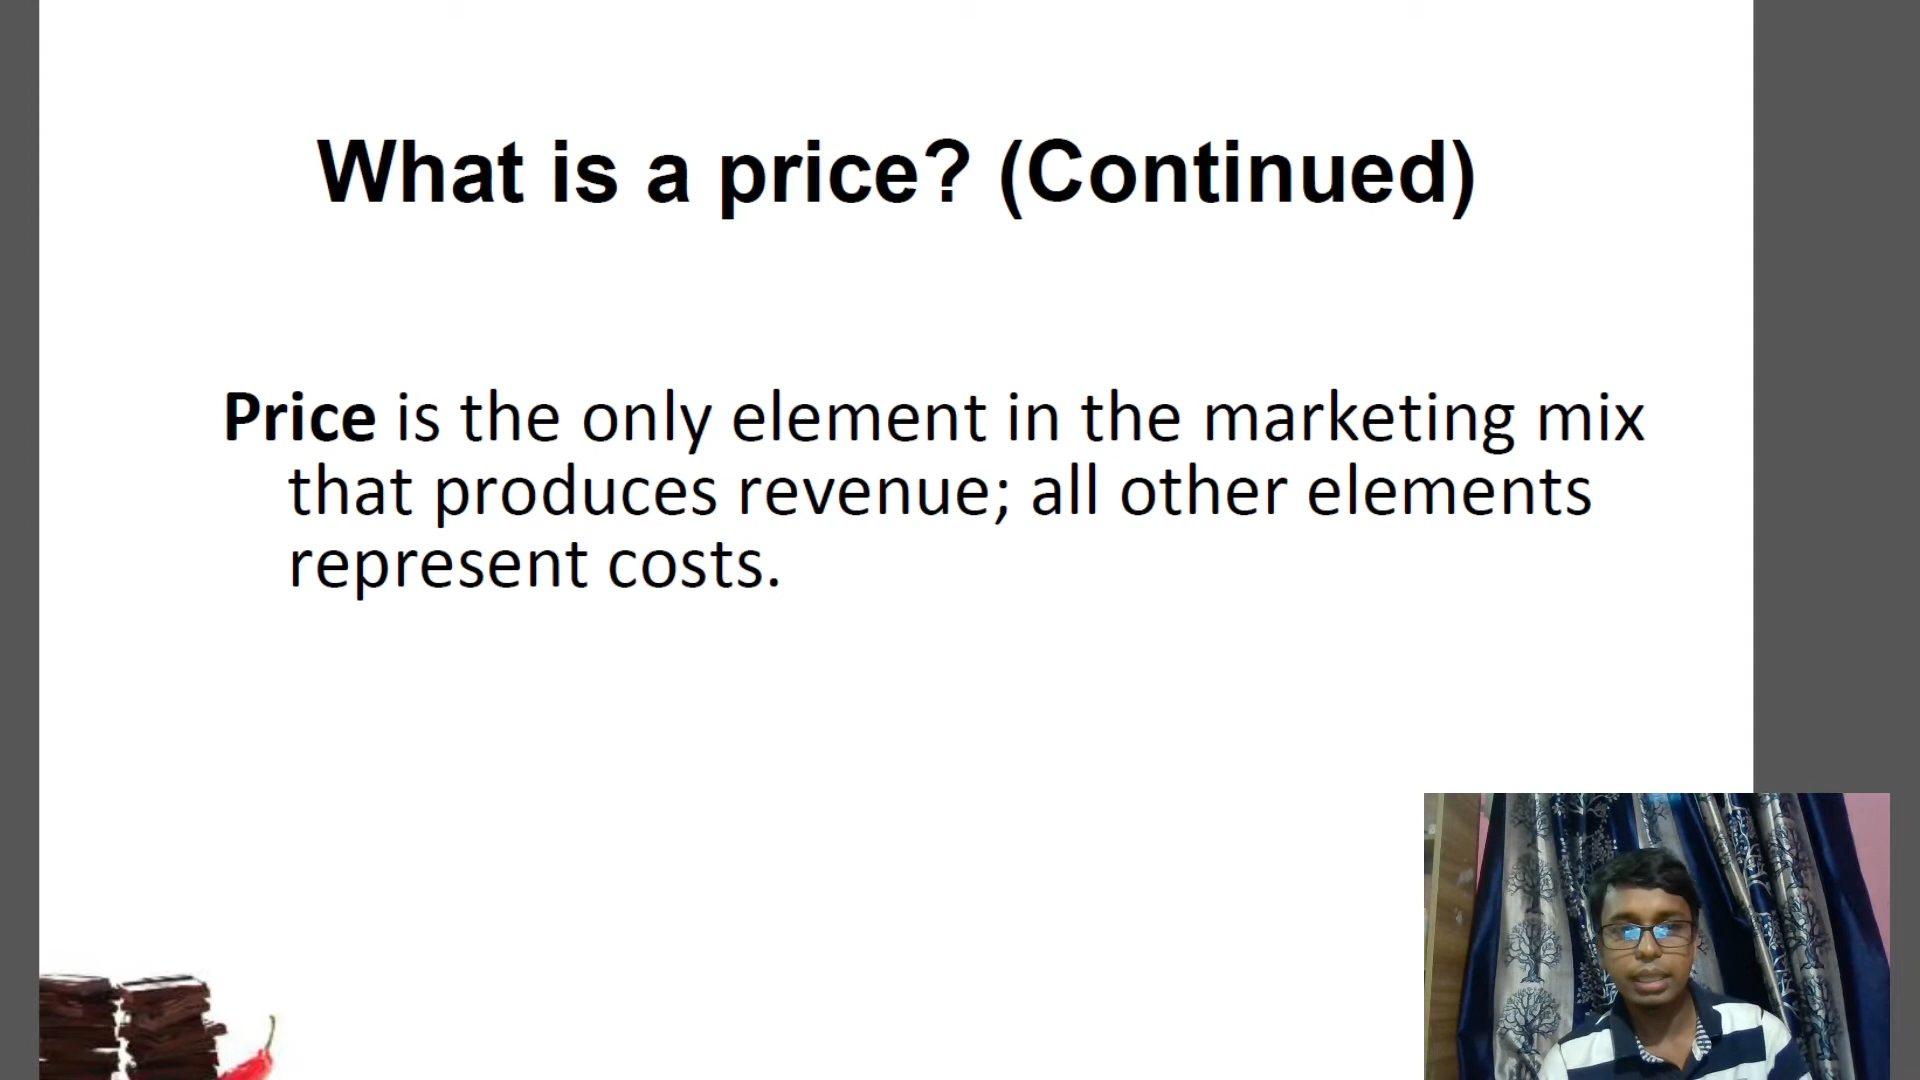 What is a price? (Continued)
Price is the only element in the marketing mix
that produces revenue; all other elements
represent costs.